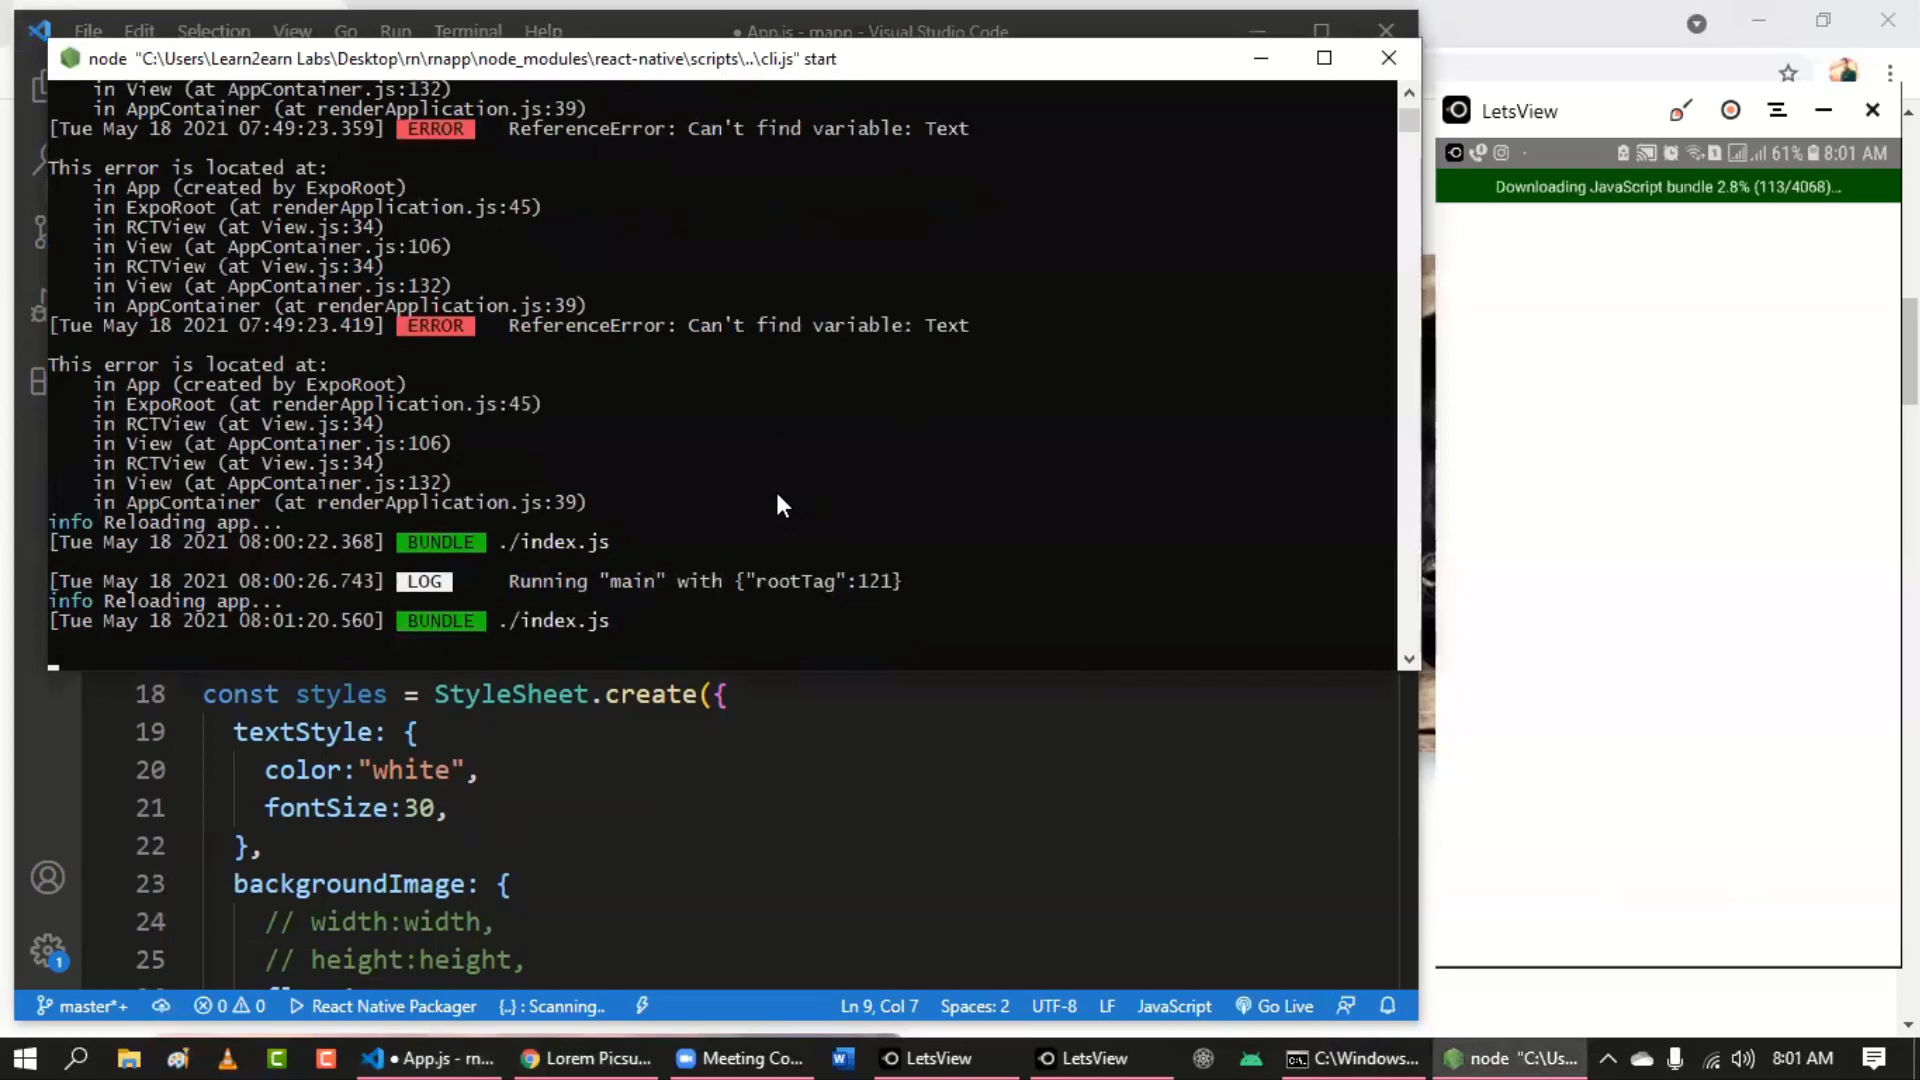 File Edit Selection View Go Run Terminal Help
● App.js - rnapp - Visual Studio Code
node "C:\Users\Learn2earn Labs\Desktop\rn\rnapp\node_modules\react-native\scripts\..\cli.js" start
in View (at AppContainer.js:132)
in AppContainer (at renderApplication.js:39)
[Tue May 18 2021 07:49:23.359] ERROR ReferenceError: Can't find variable: Text
This error is located at:
in App (created by ExpoRoot)
in ExpoRoot (at renderApplication.js:45)
in RCTView (at View.js:34)
in View (at AppContainer.js:106)
in RCTView (at View.js:34)
in View (at AppContainer.js:132)
in AppContainer (at renderApplication.js:39)
[Tue May 18 2021 07:49:23.419] ERROR ReferenceError: Can't find variable: Text
This error is located at:
in App (created by ExpoRoot)
in ExpoRoot (at renderApplication.js:45)
in RCTView (at View.js:34)
in View (at AppContainer.js:106)
in RCTView (at View.js:34)
in View (at AppContainer.js:132)
in AppContainer (at renderApplication.js:39)
info Reloading app...
[Tue May 18 2021 08:00:22.368] BUNDLE ./index.js
[Tue May 18 2021 08:00:26.743] LOG Running "main" with {"rootTag":121}
info Reloading app...
[Tue May 18 2021 08:01:20.560] BUNDLE ./index.js
18 const styles = StyleSheet.create({
19 textStyle: {
20 color:"white",
21 fontSize:30,
22 },
23 backgroundImage: {
24 // width:width,
25 // height:height,
1
master*+ 0 0 React Native Packager {..} : Scanning.. Ln 9, Col 7 Spaces: 2 UTF-8 LF JavaScript Go Live
LetsView
61% 8:01 AM
Downloading JavaScript bundle 2.8% (113/4068)...
● App.js - rn... Lorem Picsu... Meeting Co... LetsView LetsView C:\Windows... node "C:\Us... 8:01 AM